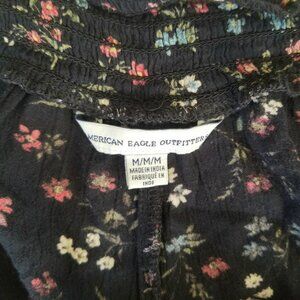 AMERICAN EAGLE OUTFITTERS
M/M/M
MADE IN INDIA
FABRIQUÉ EN
INDE